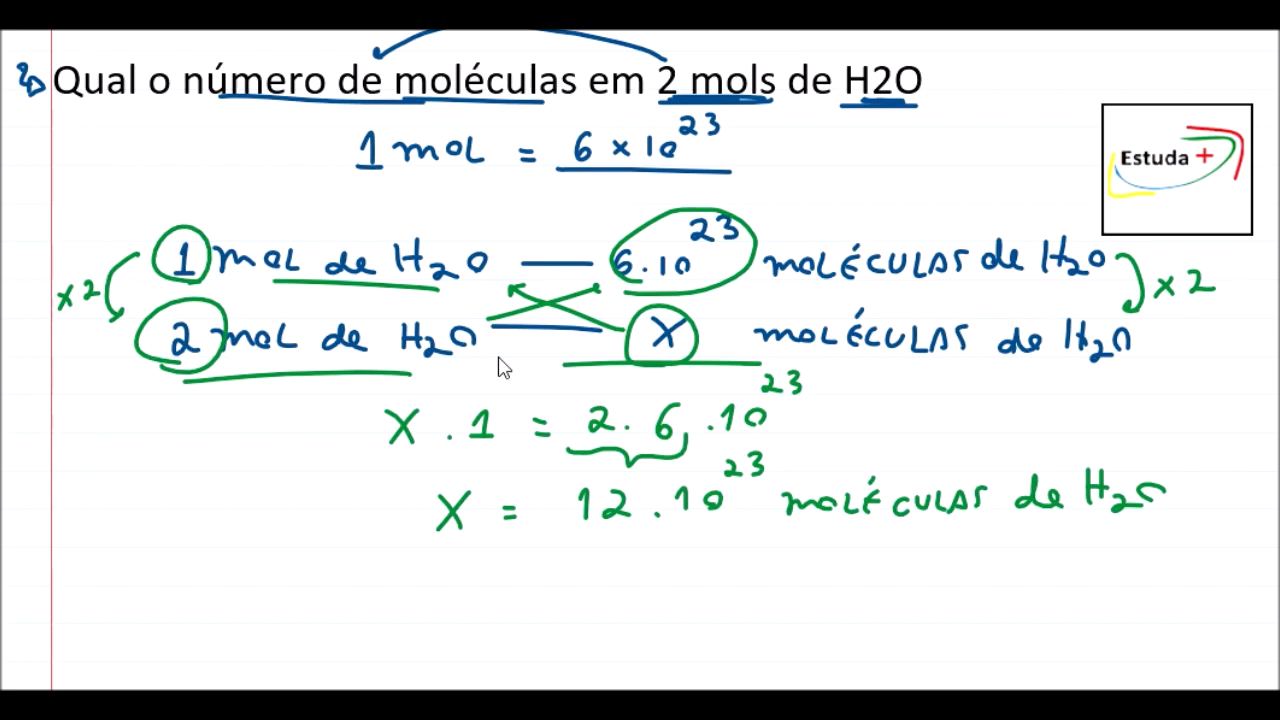 Qual o número de moléculas em 2 mols de H2O
1 mol = 6 x 10²³
Estuda +
1 mol de H₂O — 6.10²³ moLÉCULAS de H₂O
x2
x2
2 mol de H₂O — X moLÉCULAS de H₂O
X . 1 = 2. 6 .10²³
X = 12 . 10²³ moLÉCULAS de H₂O